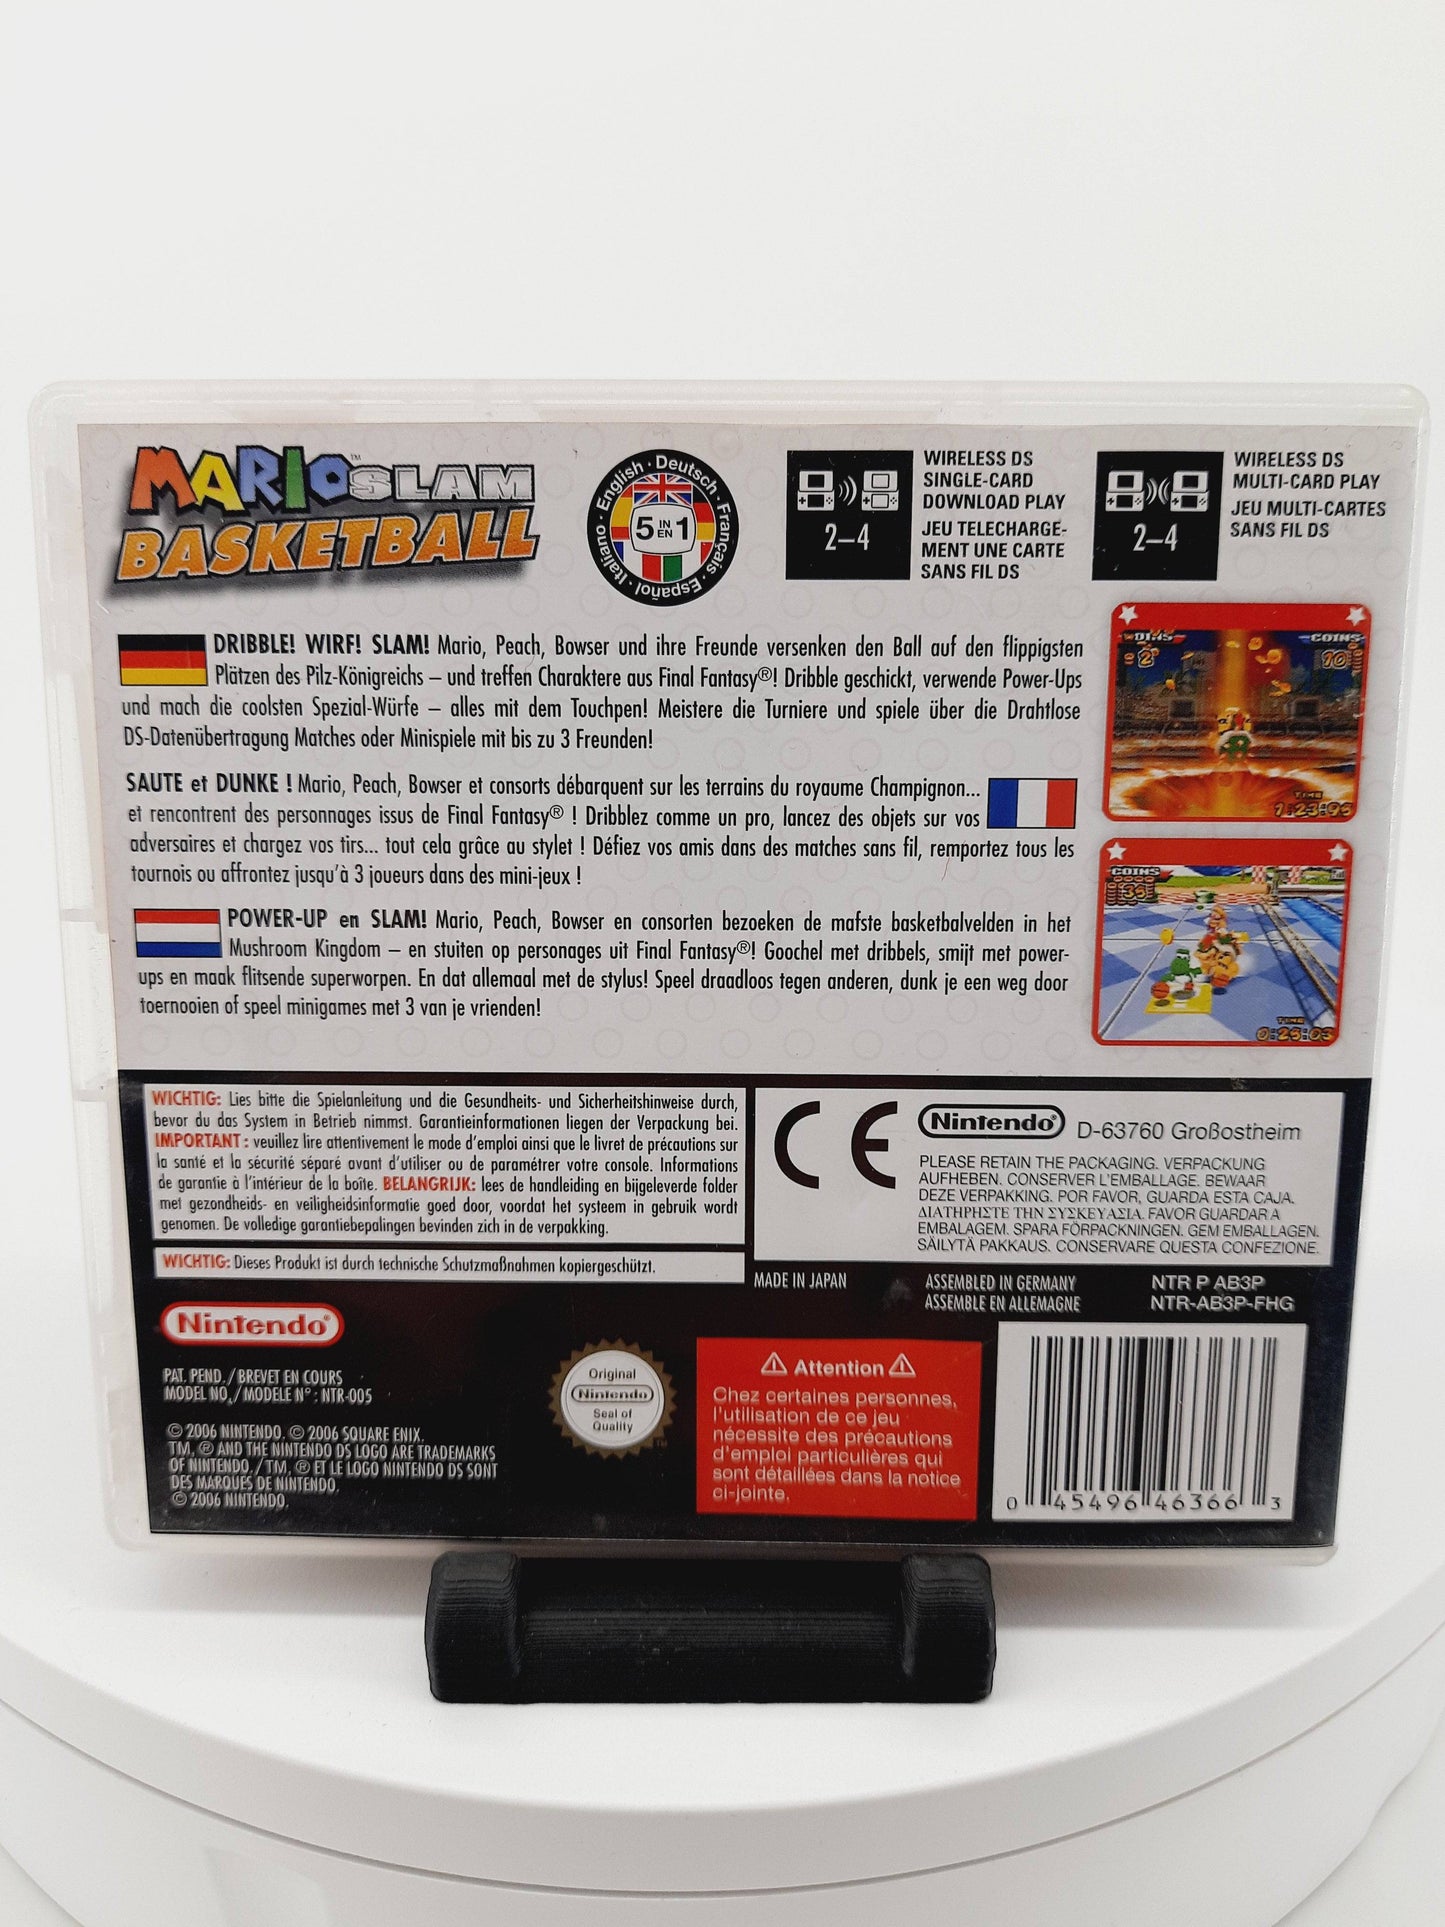 MARIO SLAM™
BASKETBALL
English · Deutsch · Français · Español · Italiano ·
5 IN EN 1
2–4
WIRELESS DS
SINGLE-CARD
DOWNLOAD PLAY
JEU TELECHARGE-
MENT UNE CARTE
SANS FIL DS
2–4
WIRELESS DS
MULTI-CARD PLAY
JEU MULTI-CARTES
SANS FIL DS
DRIBBLE! WIRF! SLAM! Mario, Peach, Bowser und ihre Freunde versenken den Ball auf den flippigsten
Plätzen des Pilz-Königreichs – und treffen Charaktere aus Final Fantasy®! Dribble geschickt, verwende Power-Ups
und mach die coolsten Spezial-Würfe – alles mit dem Touchpen! Meistere die Turniere und spiele über die Drahtlose
DS-Datenübertragung Matches oder Minispiele mit bis zu 3 Freunden!
SAUTE et DUNKE ! Mario, Peach, Bowser et consorts débarquent sur les terrains du royaume Champignon...
et rencontrent des personnages issus de Final Fantasy® ! Dribblez comme un pro, lancez des objets sur vos
adversaires et chargez vos tirs... tout cela grâce au stylet ! Défiez vos amis dans des matches sans fil, remportez tous les
tournois ou affrontez jusqu'à 3 joueurs dans des mini-jeux !
POWER-UP en SLAM! Mario, Peach, Bowser en consorten bezoeken de mafste basketbalvelden in het
Mushroom Kingdom – en stuiten op personages uit Final Fantasy®! Goochel met dribbels, smijt met power-
ups en maak flitsende superworpen. En dat allemaal met de stylus! Speel draadloos tegen anderen, dunk je een weg door
toernooien of speel minigames met 3 van je vrienden!
COINS
2
COINS
10
TIME
1:23:93
COINS
35
TIME
0:25:03
WICHTIG: Lies bitte die Spielanleitung und die Gesundheits- und Sicherheitshinweise durch,
bevor du das System in Betrieb nimmst. Garantieinformationen liegen der Verpackung bei.
IMPORTANT : veuillez lire attentivement le mode d'emploi ainsi que le livret de précautions sur
la santé et la sécurité séparé avant d'utiliser ou de paramétrer votre console. Informations
de garantie à l'intérieur de la boîte. BELANGRIJK: lees de handleiding en bijgeleverde folder
met gezondheids- en veiligheidsinformatie goed door, voordat het systeem in gebruik wordt
genomen. De volledige garantiebepalingen bevinden zich in de verpakking.
WICHTIG: Dieses Produkt ist durch technische Schutzmaßnahmen kopiergeschützt.
CE
Nintendo® D-63760 Großostheim
PLEASE RETAIN THE PACKAGING. VERPACKUNG
AUFHEBEN. CONSERVER L'EMBALLAGE. BEWAAR
DEZE VERPAKKING. POR FAVOR, GUARDA ESTA CAJA.
ΔΙΑΤΗΡΗΣΤΕ ΤΗΝ ΣΥΣΚΕΥΑΣΙΑ. FAVOR GUARDAR A
EMBALAGEM. SPARA FÖRPACKNINGEN. GEM EMBALLAGEN.
SÄILYTÄ PAKKAUS. CONSERVARE QUESTA CONFEZIONE.
MADE IN JAPAN
ASSEMBLED IN GERMANY
ASSEMBLE EN ALLEMAGNE
NTR P AB3P
NTR-AB3P-FHG
Nintendo®
PAT. PEND. / BREVET EN COURS
MODEL NO. / MODELE N° : NTR-005
© 2006 NINTENDO. © 2006 SQUARE ENIX.
TM, ® AND THE NINTENDO DS LOGO ARE TRADEMARKS
OF NINTENDO. / TM, ® ET LE LOGO NINTENDO DS SONT
DES MARQUES DE NINTENDO.
© 2006 NINTENDO.
Original
Nintendo
Seal of
Quality
TM
⚠ Attention ⚠
Chez certaines personnes,
l'utilisation de ce jeu
nécessite des précautions
d'emploi particulières qui
sont détaillées dans la notice
ci-jointe.
0 45496 46366 3